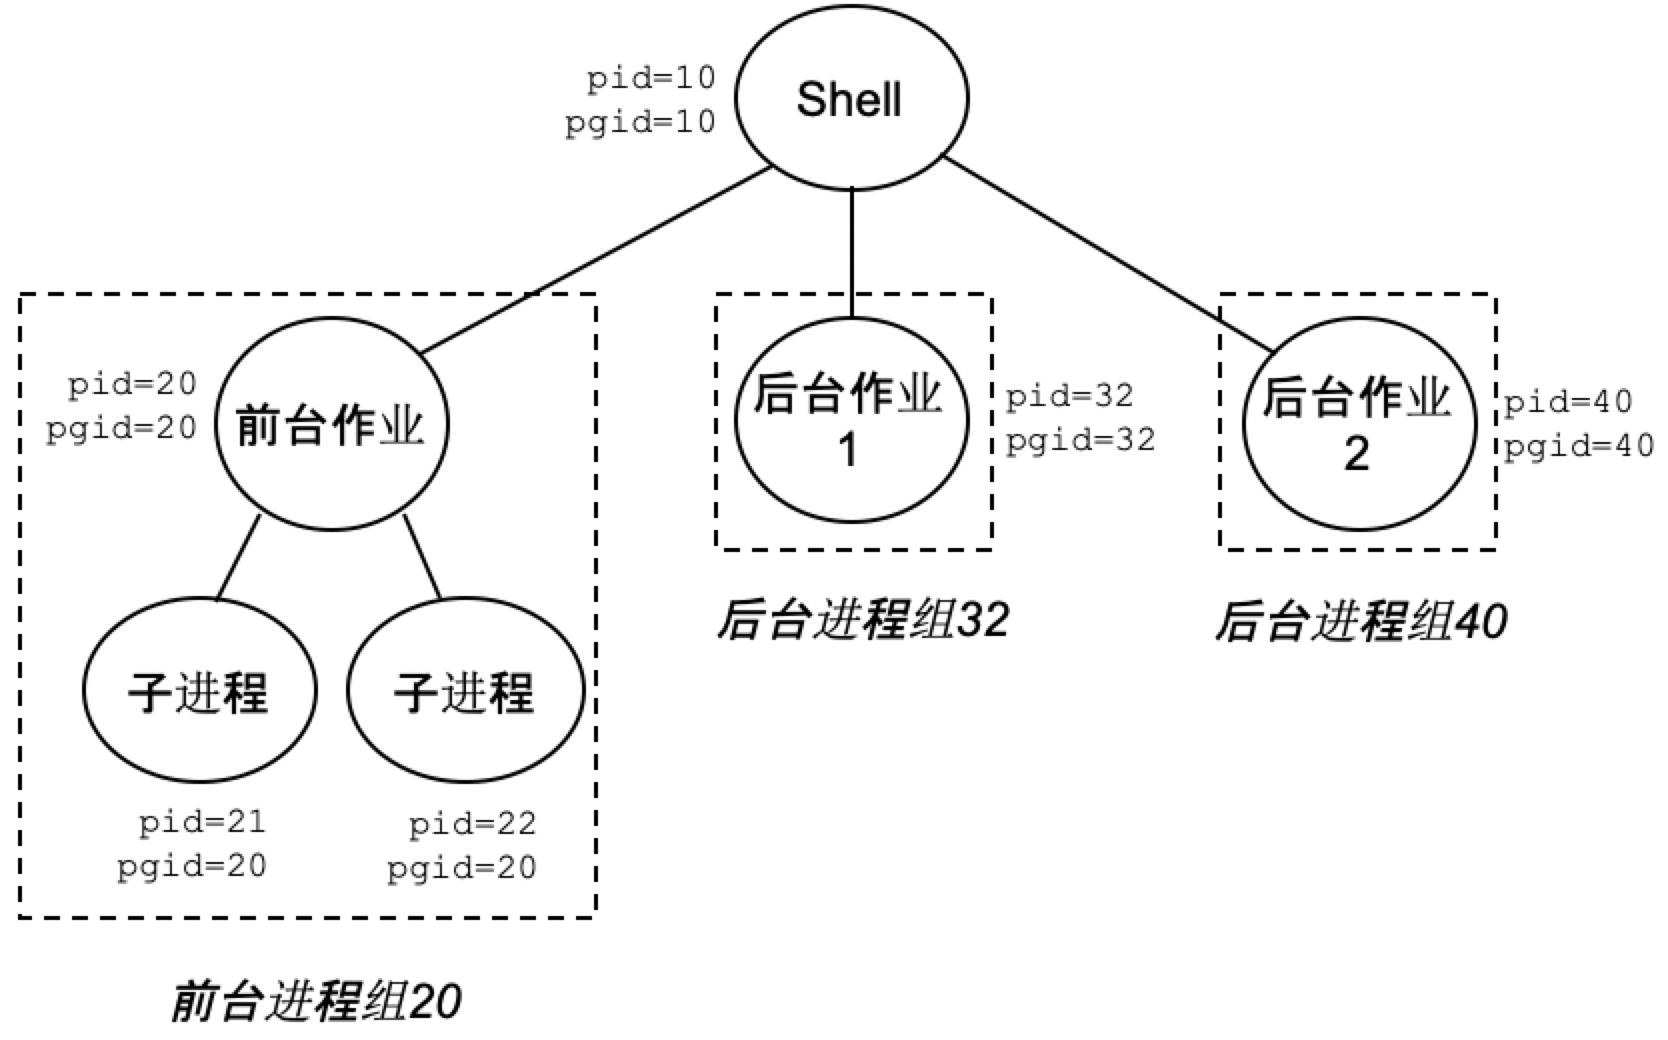 pid=10
pgid=10
Shell
pid=20
pgid=20
前台作业
后台作业
1
pid=32
pgid=32
后台作业
2
pid=40
pgid=40
后台进程组32
后台进程组40
子进程
子进程
pid=21
pgid=20
pid=22
pgid=20
前台进程组20